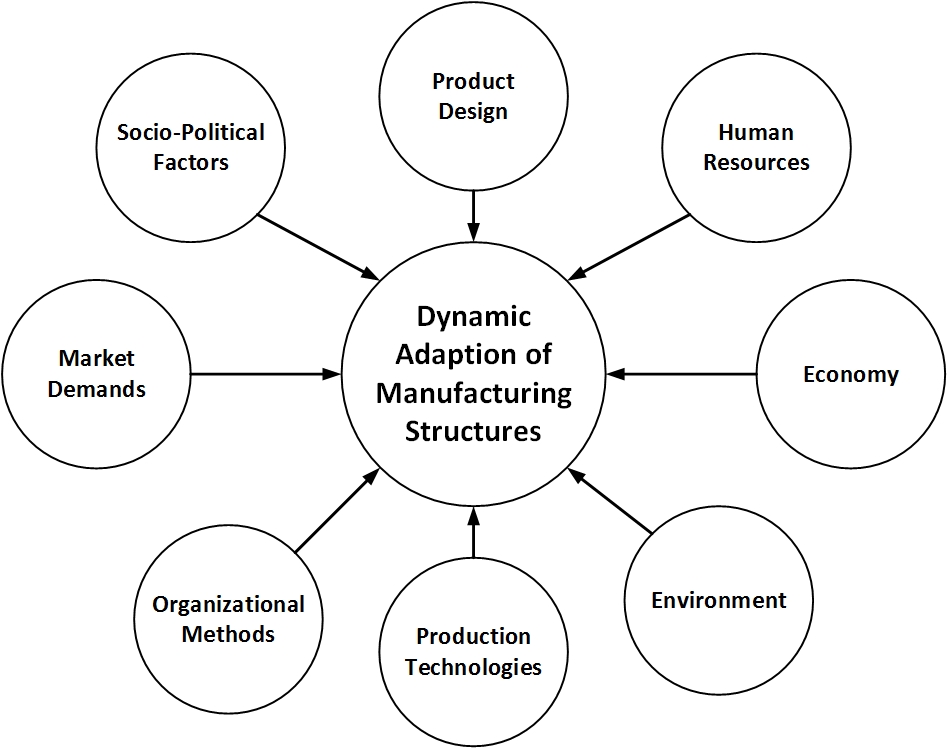 Product
Design
Socio-Political
Factors
Human
Resources
Dynamic
Adaption of
Manufacturing
Structures
Market
Demands
Economy
Organizational
Methods
Environment
Production
Technologies